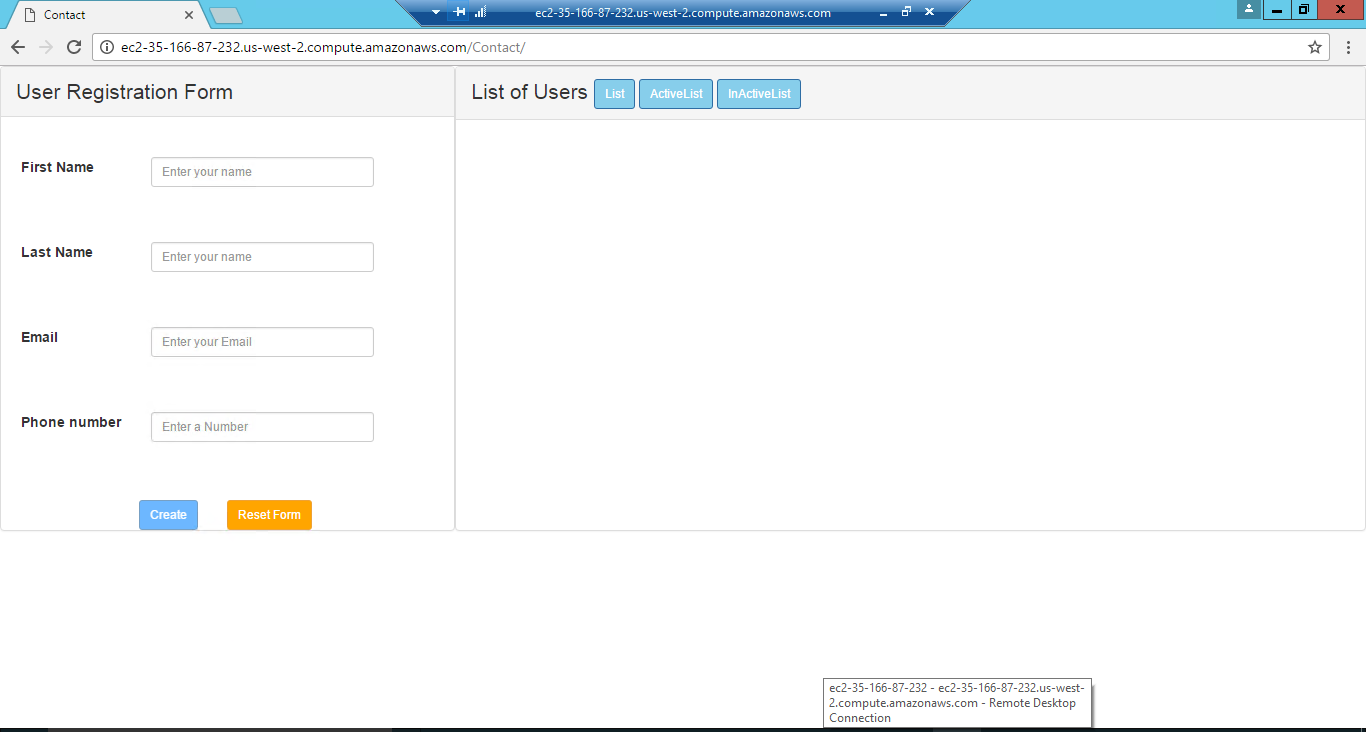 Contact
ec2-35-166-87-232.us-west-2.compute.amazonaws.com
ec2-35-166-87-232.us-west-2.compute.amazonaws.com/Contact/
User Registration Form
List of Users List ActiveList InActiveList
First Name Enter your name
Last Name Enter your name
Email Enter your Email
Phone number Enter a Number
Create Reset Form
ec2-35-166-87-232 - ec2-35-166-87-232.us-west-
2.compute.amazonaws.com - Remote Desktop
Connection